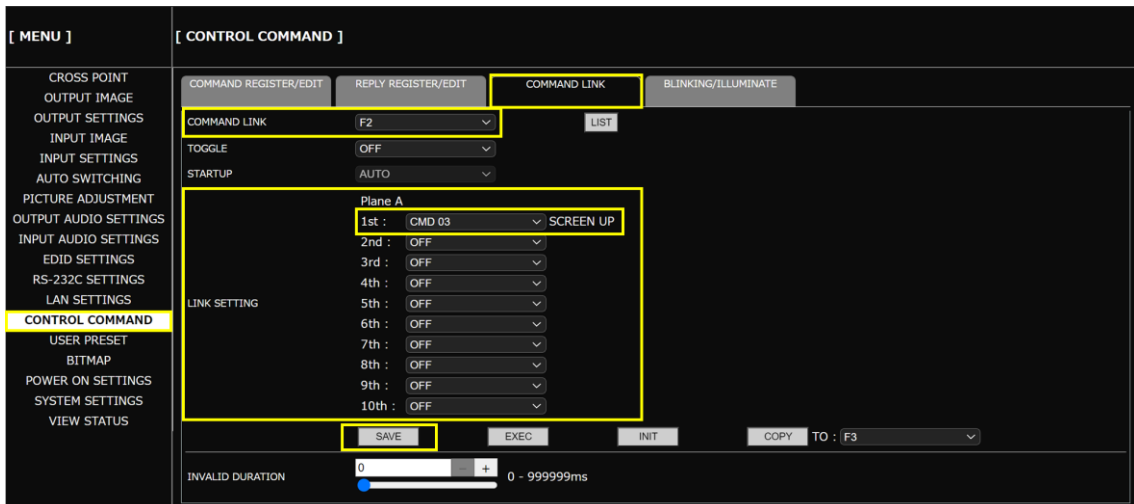 [ MENU ]
[ CONTROL COMMAND ]
CROSS POINT
OUTPUT IMAGE
OUTPUT SETTINGS
INPUT IMAGE
INPUT SETTINGS
AUTO SWITCHING
PICTURE ADJUSTMENT
OUTPUT AUDIO SETTINGS
INPUT AUDIO SETTINGS
EDID SETTINGS
RS-232C SETTINGS
LAN SETTINGS
CONTROL COMMAND
USER PRESET
BITMAP
POWER ON SETTINGS
SYSTEM SETTINGS
VIEW STATUS
COMMAND REGISTER/EDIT REPLY REGISTER/EDIT COMMAND LINK BLINKING/ILLUMINATE
COMMAND LINK F2 LIST
TOGGLE OFF
STARTUP AUTO
LINK SETTING
Plane A
1st : CMD 03 SCREEN UP
2nd : OFF
3rd : OFF
4th : OFF
5th : OFF
6th : OFF
7th : OFF
8th : OFF
9th : OFF
10th : OFF
SAVE EXEC INIT COPY TO : F3
INVALID DURATION 0 - + 0 - 999999ms